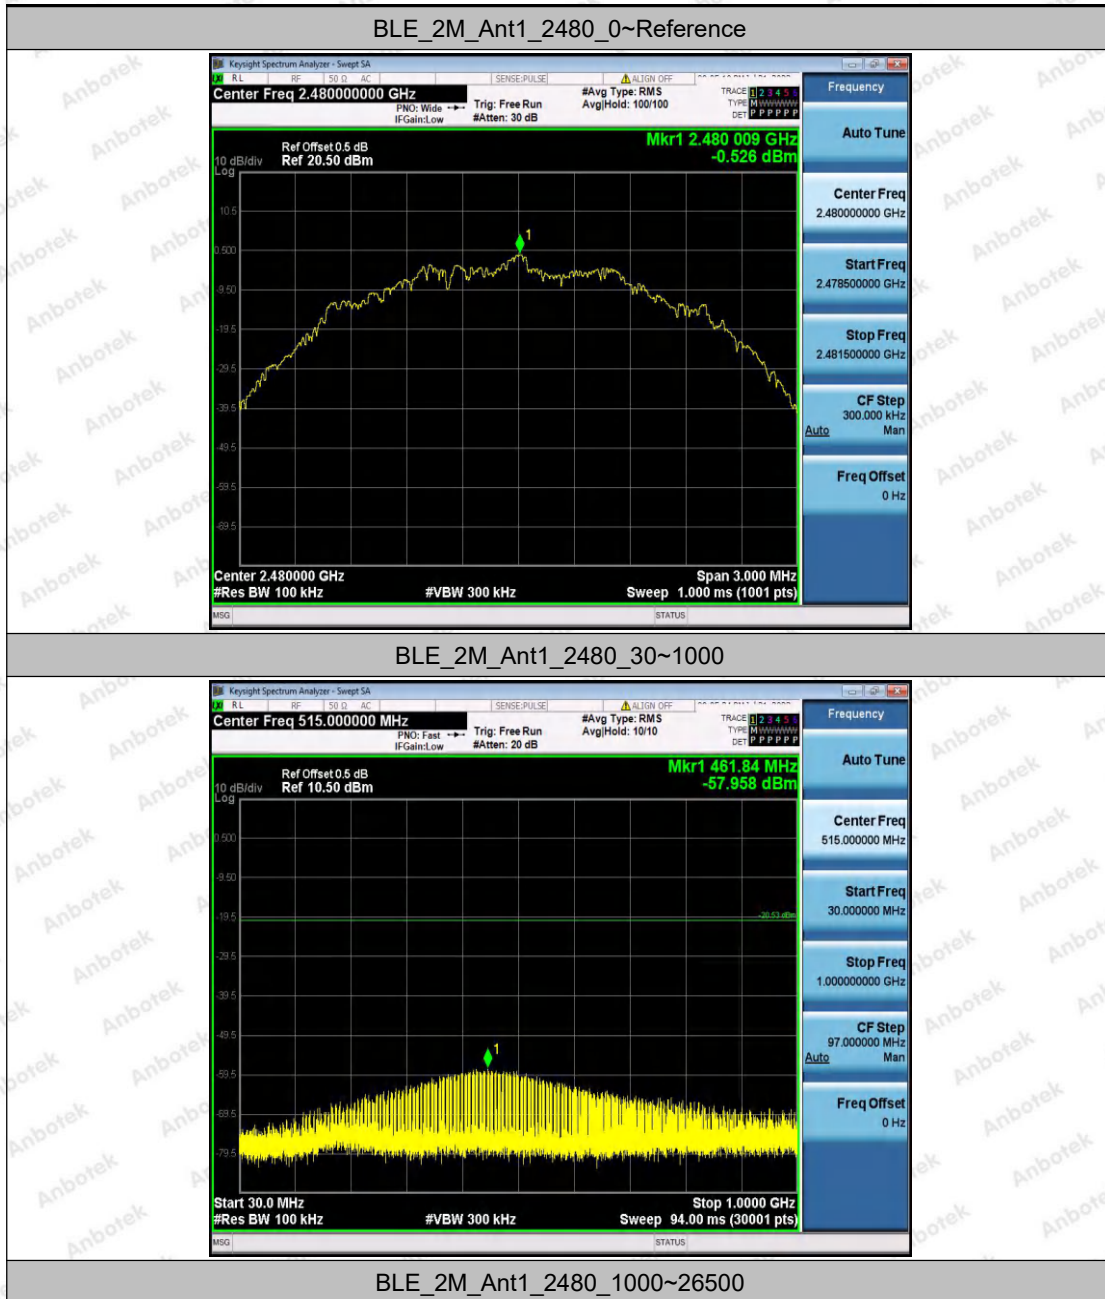 BLE_2M_Ant1_2480_0~Reference
Keysight Spectrum Analyzer - Swept SA
RL RF 50 Ω AC SENSE:PULSE ALIGN OFF
Center Freq 2.480000000 GHz
PNO: Wide
IFGain:Low
Trig: Free Run
#Atten: 30 dB
#Avg Type: RMS
Avg|Hold: 100/100
TRACE 1 2 3 4 5 6
TYPE M W W W W W
DET P P P P P P
Ref Offset 0.5 dB
10 dB/div Ref 20.50 dBm
Log
Mkr1 2.480 009 GHz
-0.526 dBm
10.5
0.500
-9.50
-19.5
-29.5
-39.5
-49.5
-59.5
-69.5
1
Center 2.480000 GHz
Span 3.000 MHz
#Res BW 100 kHz
#VBW 300 kHz
Sweep 1.000 ms (1001 pts)
MSG STATUS
Frequency
Auto Tune
Center Freq
2.480000000 GHz
Start Freq
2.478500000 GHz
Stop Freq
2.481500000 GHz
CF Step
300.000 kHz
Auto Man
Freq Offset
0 Hz
BLE_2M_Ant1_2480_30~1000
Keysight Spectrum Analyzer - Swept SA
RL RF 50 Ω AC SENSE:PULSE ALIGN OFF
Center Freq 515.000000 MHz
PNO: Fast
IFGain:Low
Trig: Free Run
#Atten: 20 dB
#Avg Type: RMS
Avg|Hold: 10/10
TRACE 1 2 3 4 5 6
TYPE M W W W W W
DET P P P P P P
Ref Offset 0.5 dB
10 dB/div Ref 10.50 dBm
Log
Mkr1 461.84 MHz
-57.958 dBm
0.500
-9.50
-19.5
-29.5
-39.5
-49.5
-59.5
-69.5
-79.5
-20.53 dBm
1
Start 30.0 MHz
Stop 1.0000 GHz
#Res BW 100 kHz
#VBW 300 kHz
Sweep 94.00 ms (30001 pts)
MSG STATUS
Frequency
Auto Tune
Center Freq
515.000000 MHz
Start Freq
30.000000 MHz
Stop Freq
1.000000000 GHz
CF Step
97.000000 MHz
Auto Man
Freq Offset
0 Hz
BLE_2M_Ant1_2480_1000~26500
Anbotek